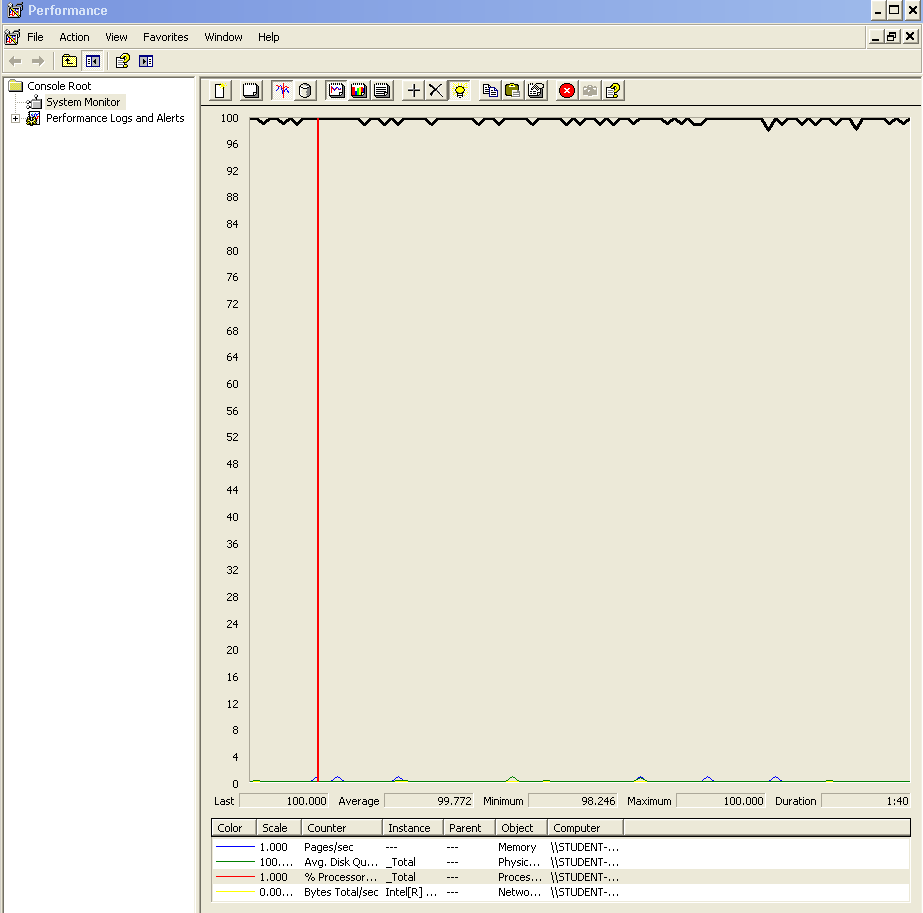 Performance
File Action View Favorites Window Help
Console Root
System Monitor
Performance Logs and Alerts
100
96
92
88
84
80
76
72
68
64
60
56
52
48
44
40
36
32
28
24
20
16
12
8
4
0
Last 100.000 Average 99.772 Minimum 98.246 Maximum 100.000 Duration 1:40
Color Scale Counter Instance Parent Object Computer
1.000 Pages/sec --- --- Memory \\STUDENT-...
100.... Avg. Disk Qu... _Total --- Physic... \\STUDENT-...
1.000 % Processor... _Total --- Proces... \\STUDENT-...
0.00... Bytes Total/sec Intel[R] ... --- Netwo... \\STUDENT-...